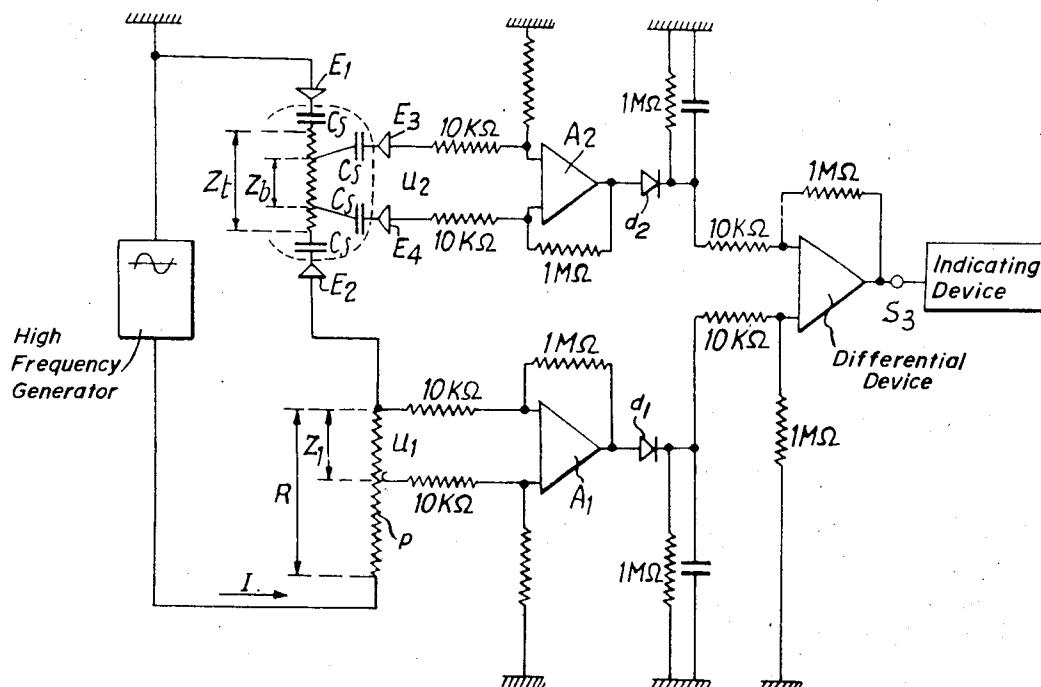 E1
Cs
E3
10KΩ
A2
1MΩ
Zt
Zb
Cs
U2
d2
1MΩ
Cs
10KΩ
E4
1MΩ
10KΩ
Cs
E2
Indicating
Device
S3
10KΩ
Differential
Device
High
Frequency
Generator
1MΩ
10KΩ
d1
1MΩ
Z1
U1
R
10KΩ
A1
P
1MΩ
I